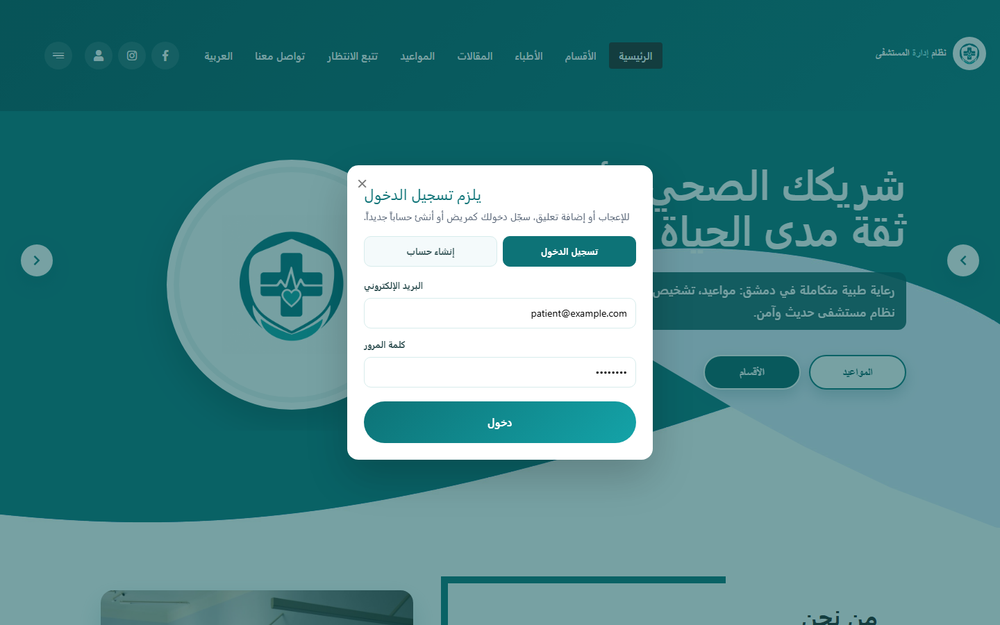 نظام إدارة المستشفى
الرئيسية
الأقسام
الأطباء
المقالات
المواعيد
تتبع الانتظار
تواصل معنا
العربية
شريكك الصحي
ثقة مدى الحياة
رعاية طبية متكاملة في دمشق: مواعيد، تشخيص
نظام مستشفى حديث وآمن.
المواعيد
الأقسام
يلزم تسجيل الدخول
للإعجاب أو إضافة تعليق، سجّل دخولك كمريض أو أنشئ حساباً جديداً.
تسجيل الدخول
إنشاء حساب
البريد الإلكتروني
patient@example.com
كلمة المرور
••••••••
دخول
من نحن